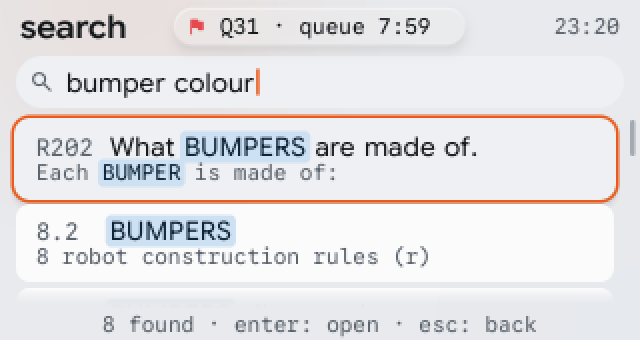 search
Q31 · queue 7:59
23:20
bumper colour
R202 What BUMPERS are made of.
Each BUMPER is made of:
8.2 BUMPERS
8 robot construction rules (r)
8 found · enter: open · esc: back